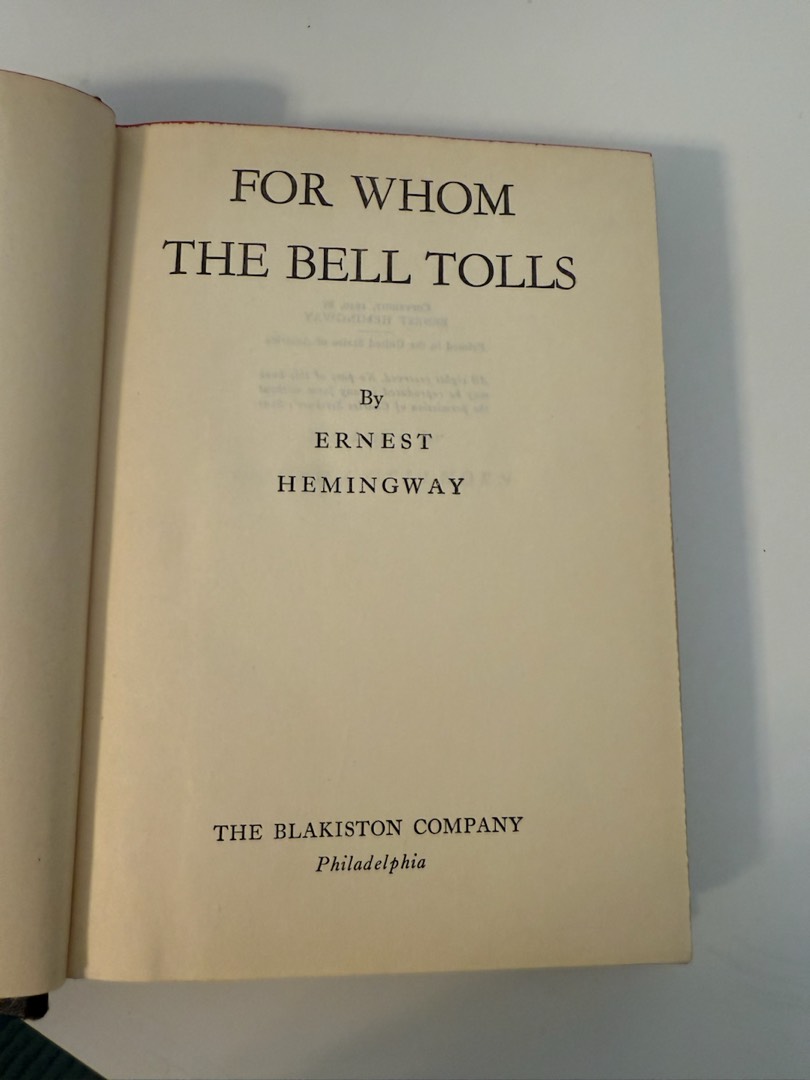 FOR WHOM
THE BELL TOLLS
By
ERNEST
HEMINGWAY
THE BLAKISTON COMPANY
Philadelphia